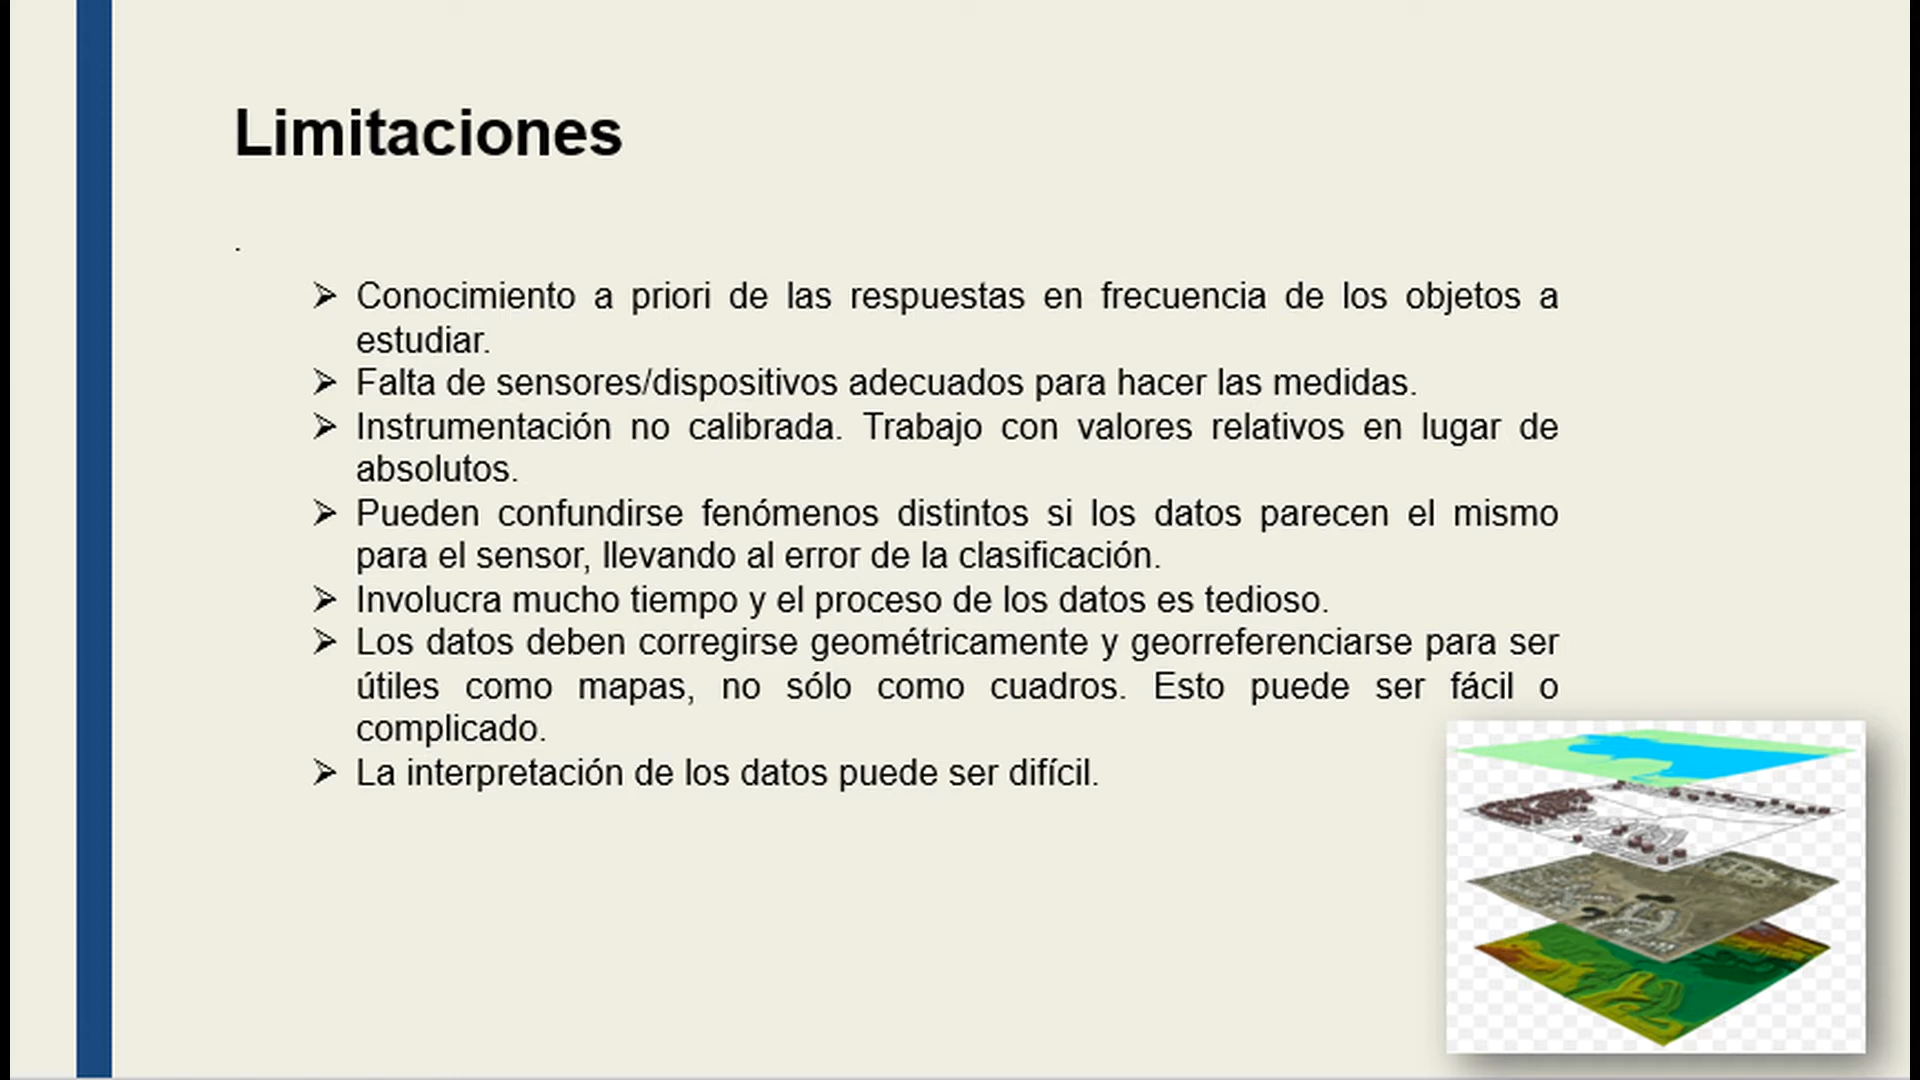 Limitaciones
.
➢ Conocimiento a priori de las respuestas en frecuencia de los objetos a
estudiar.
➢ Falta de sensores/dispositivos adecuados para hacer las medidas.
➢ Instrumentación no calibrada. Trabajo con valores relativos en lugar de
absolutos.
➢ Pueden confundirse fenómenos distintos si los datos parecen el mismo
para el sensor, llevando al error de la clasificación.
➢ Involucra mucho tiempo y el proceso de los datos es tedioso.
➢ Los datos deben corregirse geométricamente y georreferenciarse para ser
útiles como mapas, no sólo como cuadros. Esto puede ser fácil o
complicado.
➢ La interpretación de los datos puede ser difícil.